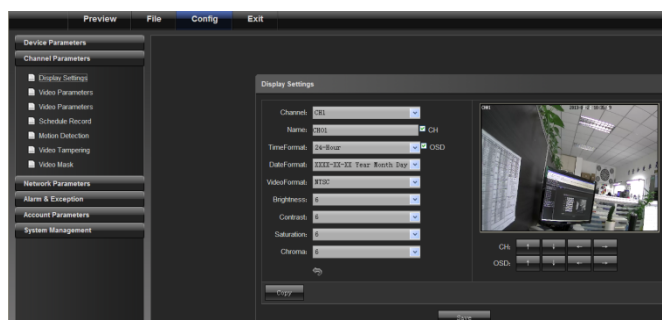 Preview File Config Exit
Device Parameters
Channel Parameters
Display Settings
Video Parameters
Video Parameters
Schedule Record
Motion Detection
Video Tampering
Video Mask
Network Parameters
Alarm & Exception
Account Parameters
System Management
Display Settings
Channel: CH1
Name: CH01 CH
TimeFormat: 24-Hour OSD
DateFormat: XXXX-XX-XX Year Month Day
VideoFormat: NTSC
Brightness: 6
Contrast: 6
Saturation: 6
Chroma: 6
Copy
CH01
CH: ↑ ↓ ← →
OSD: ↑ ↓ ← →
Save